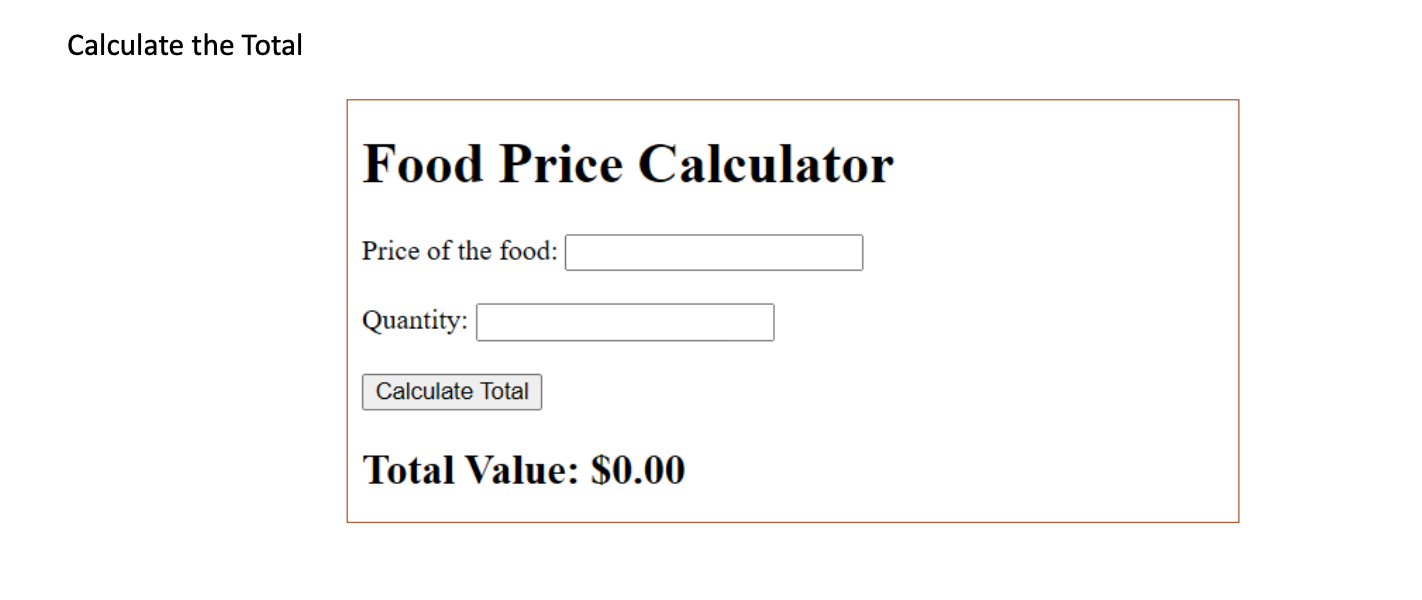 Calculate the Total
Food Price Calculator
Price of the food:
Quantity:
Calculate Total
Total Value: $0.00